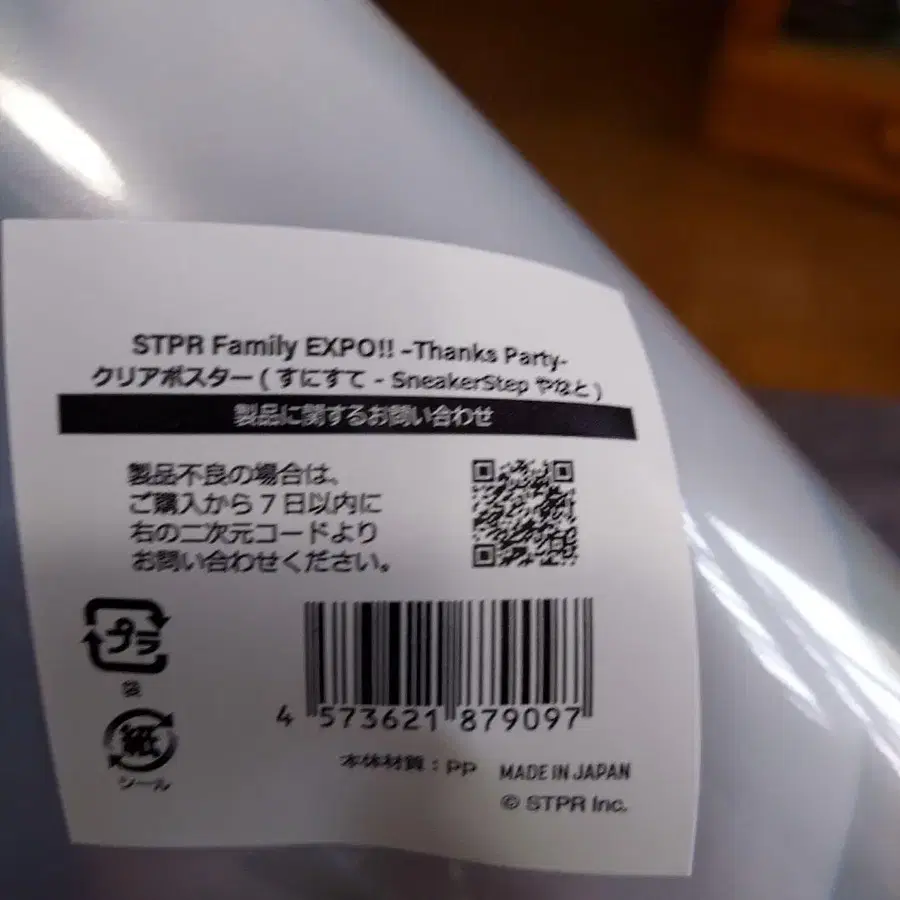 STPR Family EXPO!! -Thanks Party-
クリアポスター ( すにすて - SneakerStep やなと )
製品に関するお問い合わせ
製品不良の場合は、
ご購入から 7 日以内に
右の二次元コードより
お問い合わせください。
プラ
袋
紙
シール
4 573621 879097
本体材質 : PP
MADE IN JAPAN
© STPR Inc.